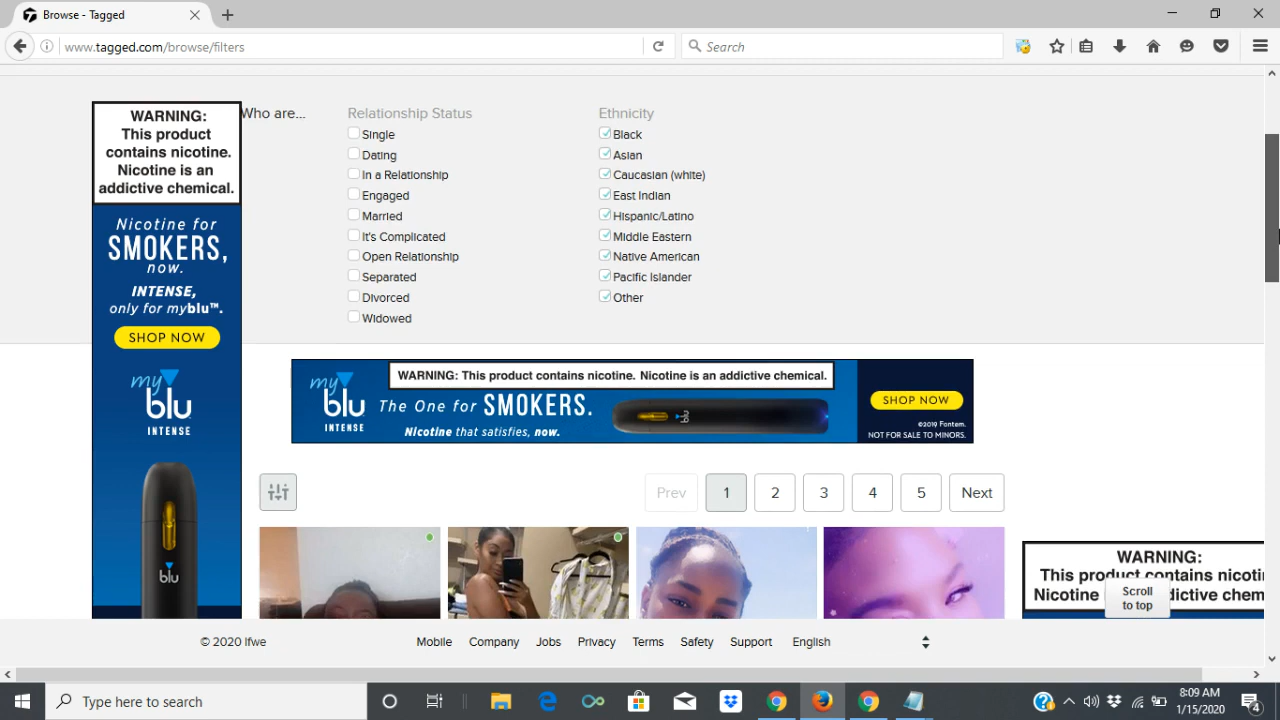 Browse - Tagged
www.tagged.com/browse/filters
Search
WARNING:
This product
contains nicotine.
Nicotine is an
addictive chemical.
Nicotine for
SMOKERS,
now.
INTENSE,
only for myblu™.
SHOP NOW
my
blu
INTENSE
blu
Who are...
Relationship Status
Single
Dating
In a Relationship
Engaged
Married
It's Complicated
Open Relationship
Separated
Divorced
Widowed
Ethnicity
Black
Asian
Caucasian (white)
East Indian
Hispanic/Latino
Middle Eastern
Native American
Pacific Islander
Other
my
blu
INTENSE
WARNING: This product contains nicotine. Nicotine is an addictive chemical.
The One for SMOKERS.
Nicotine that satisfies, now.
blu
SHOP NOW
©2019 Fontem.
NOT FOR SALE TO MINORS.
Prev 1 2 3 4 5 Next
WARNING:
This product contains nicoti
Nicotine dictive chem
Scroll
to top
© 2020 Ifwe
Mobile Company Jobs Privacy Terms Safety Support English
Type here to search
8:09 AM
1/15/2020
4